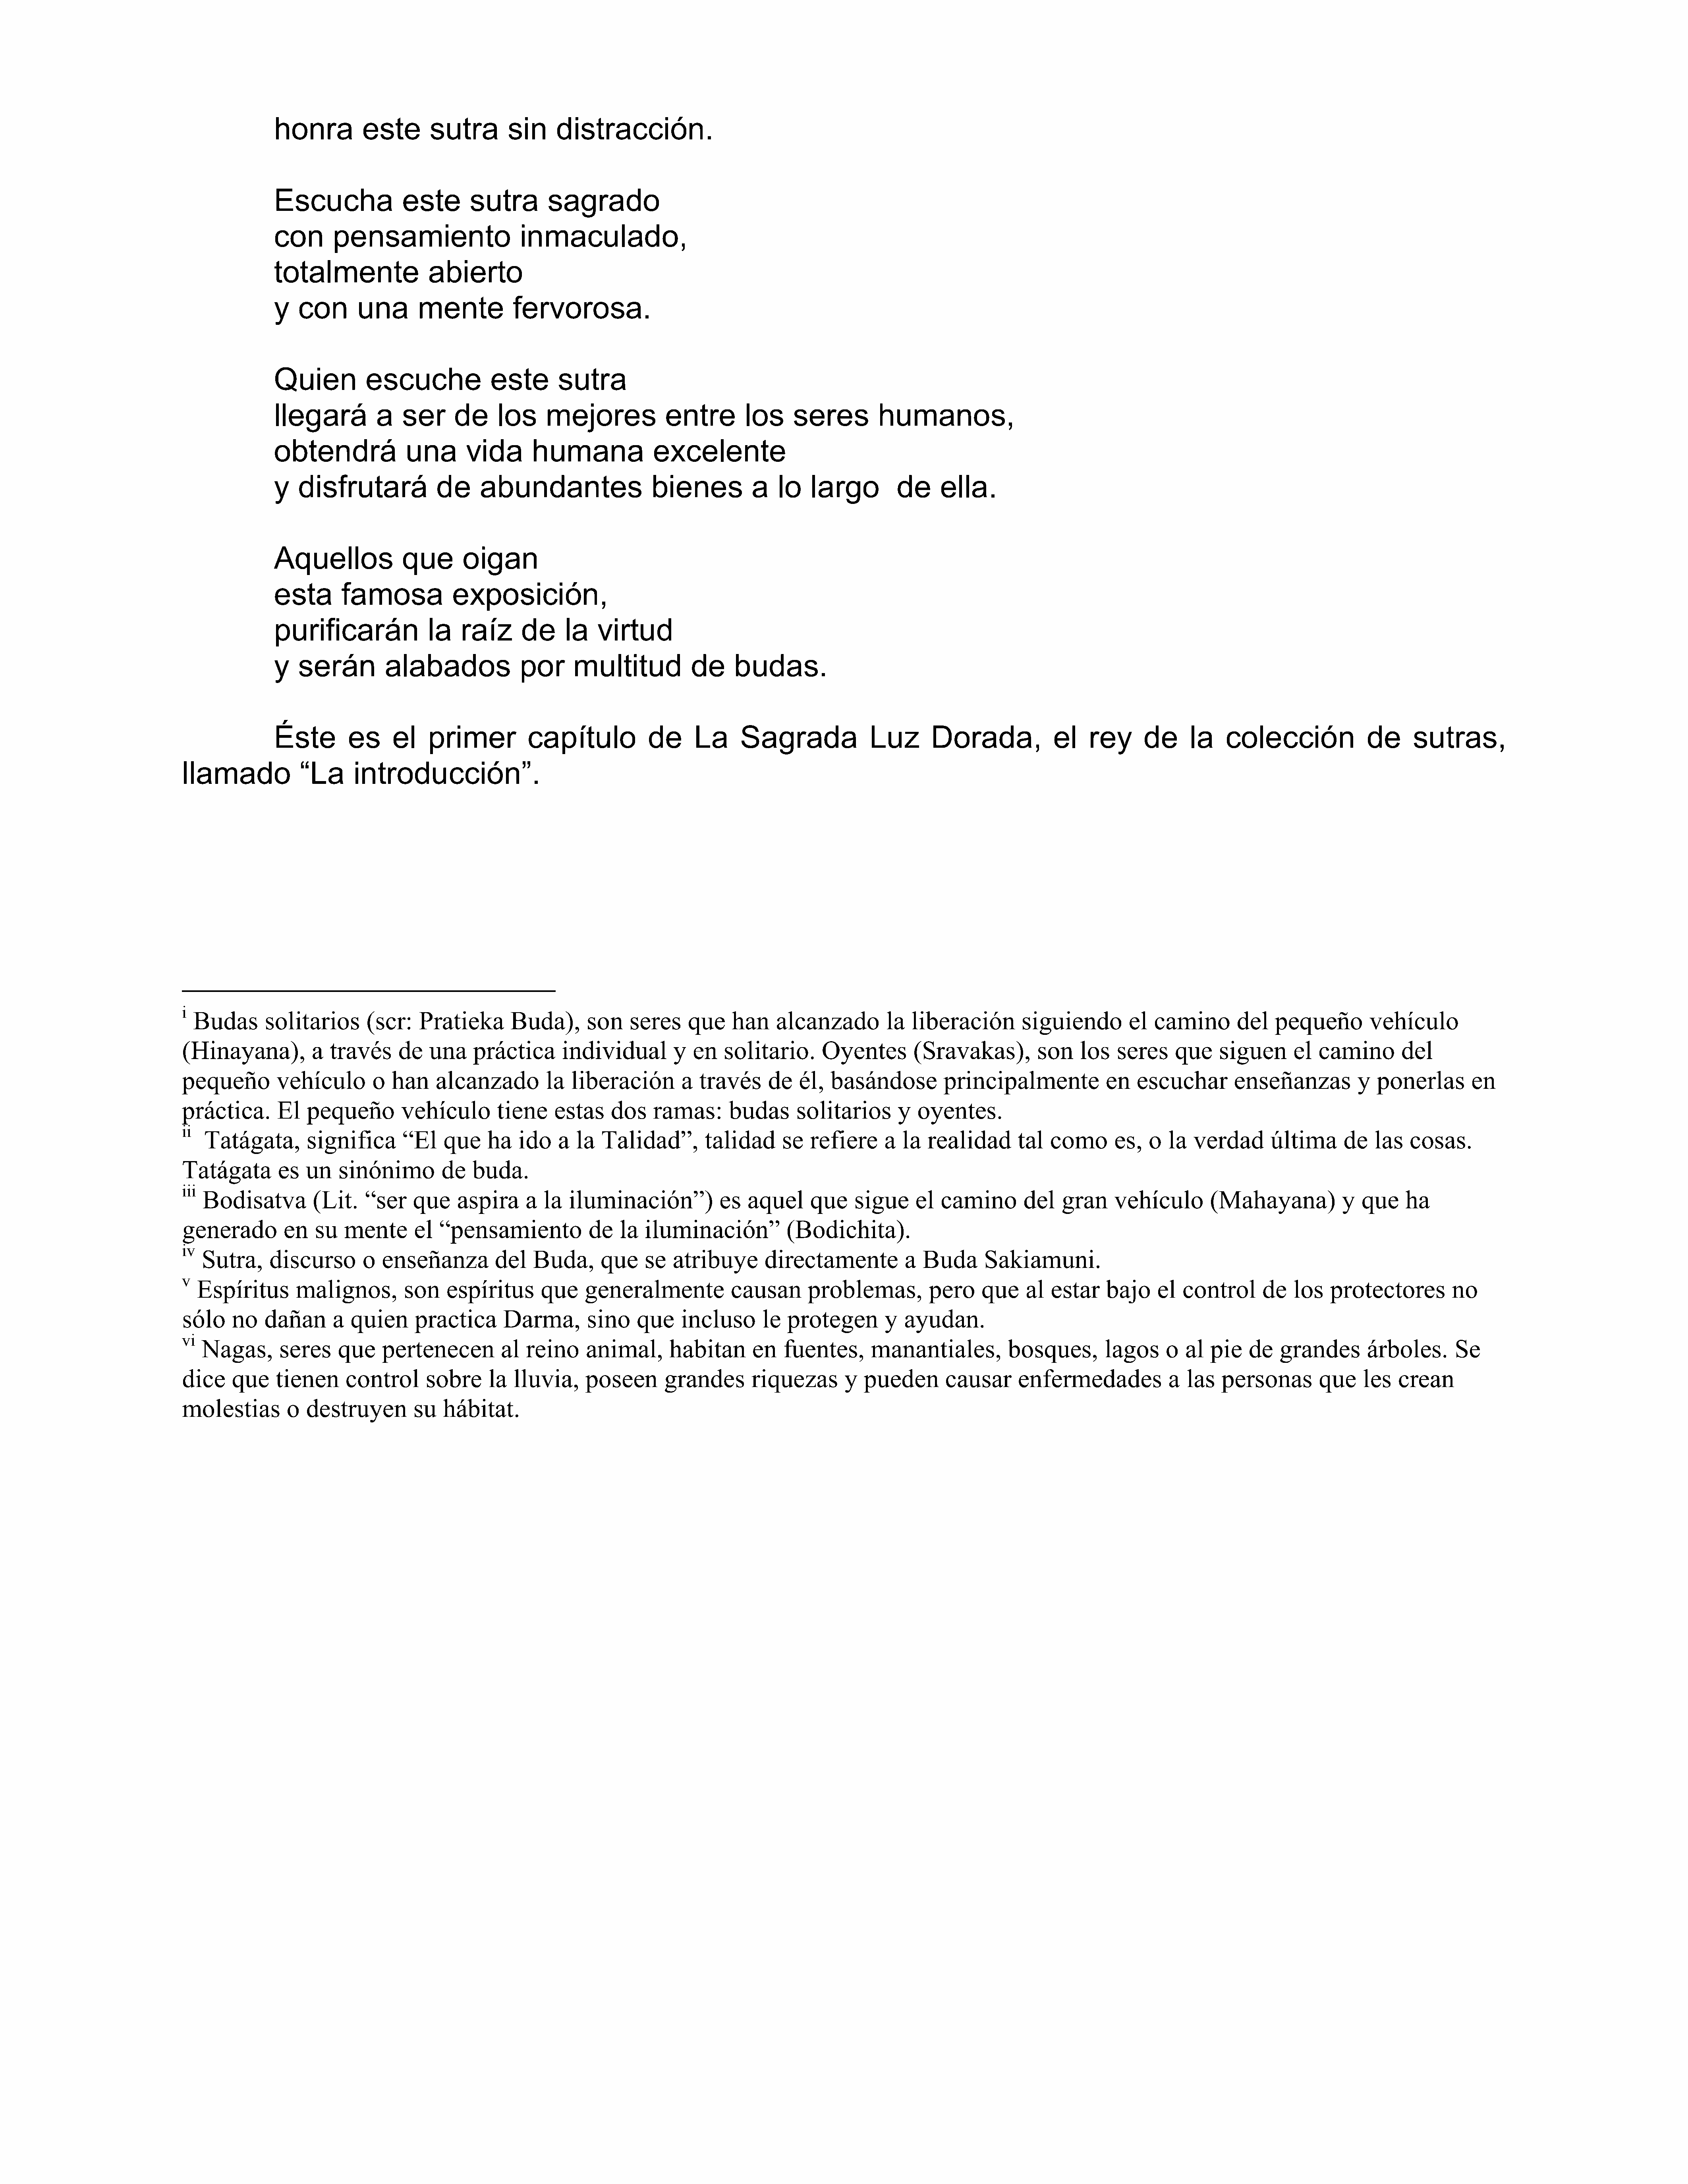 honra este sutra sin distracción.
Escucha este sutra sagrado
con pensamiento inmaculado,
totalmente abierto
y con una mente fervorosa.
Quien escuche este sutra
llegará a ser de los mejores entre los seres humanos,
obtendrá una vida humana excelente
y disfrutará de abundantes bienes a lo largo  de ella.
Aquellos que oigan
esta famosa exposición,
purificarán la raíz de la virtud
y serán alabados por multitud de budas.
Éste es el primer capítulo de La Sagrada Luz Dorada, el rey de la colección de sutras,
llamado “La introducción”.
i Budas solitarios (scr: Pratieka Buda), son seres que han alcanzado la liberación siguiendo el camino del pequeño vehículo
(Hinayana), a través de una práctica individual y en solitario. Oyentes (Sravakas), son los seres que siguen el camino del
pequeño vehículo o han alcanzado la liberación a través de él, basándose principalmente en escuchar enseñanzas y ponerlas en
práctica. El pequeño vehículo tiene estas dos ramas: budas solitarios y oyentes.
ii  Tatágata, significa “El que ha ido a la Talidad”, talidad se refiere a la realidad tal como es, o la verdad última de las cosas.
Tatágata es un sinónimo de buda.
iii Bodisatva (Lit. “ser que aspira a la iluminación”) es aquel que sigue el camino del gran vehículo (Mahayana) y que ha
generado en su mente el “pensamiento de la iluminación” (Bodichita).
iv Sutra, discurso o enseñanza del Buda, que se atribuye directamente a Buda Sakiamuni.
v Espíritus malignos, son espíritus que generalmente causan problemas, pero que al estar bajo el control de los protectores no
sólo no dañan a quien practica Darma, sino que incluso le protegen y ayudan.
vi Nagas, seres que pertenecen al reino animal, habitan en fuentes, manantiales, bosques, lagos o al pie de grandes árboles. Se
dice que tienen control sobre la lluvia, poseen grandes riquezas y pueden causar enfermedades a las personas que les crean
molestias o destruyen su hábitat.